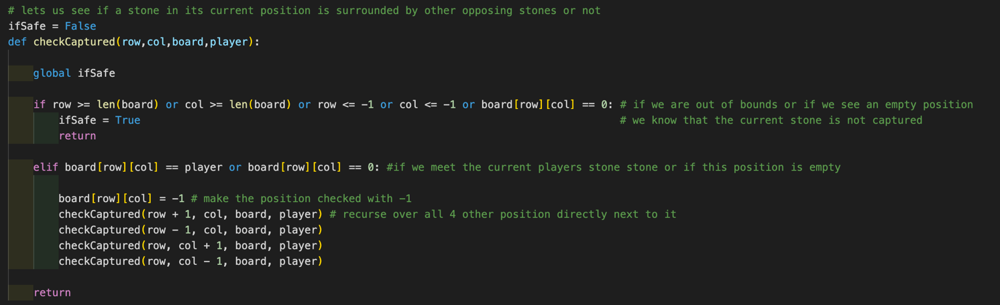 # lets us see if a stone in its current position is surrounded by other opposing stones or not
ifSafe = False
def checkCaptured(row,col,board,player):
global ifSafe
if row >= len(board) or col >= len(board) or row <= -1 or col <= -1 or board[row][col] == 0: # if we are out of bounds or if we see an empty position
ifSafe = True # we know that the current stone is not captured
return
elif board[row][col] == player or board[row][col] == 0: #if we meet the current players stone stone or if this position is empty
board[row][col] = -1 # make the position checked with -1
checkCaptured(row + 1, col, board, player) # recurse over all 4 other position directly next to it
checkCaptured(row - 1, col, board, player)
checkCaptured(row, col + 1, board, player)
checkCaptured(row, col - 1, board, player)
return